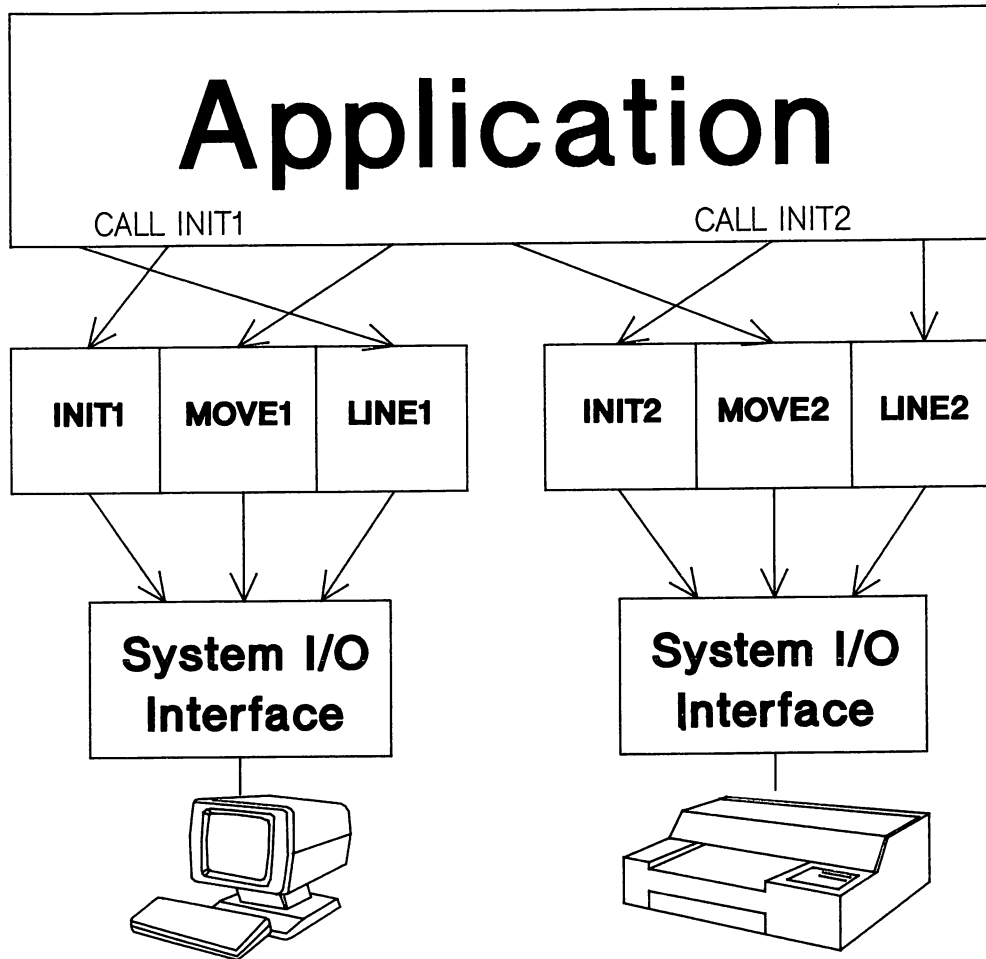 Application
CALL INIT1
CALL INIT2
INIT1
MOVE1
LINE1
INIT2
MOVE2
LINE2
System I/O
Interface
System I/O
Interface